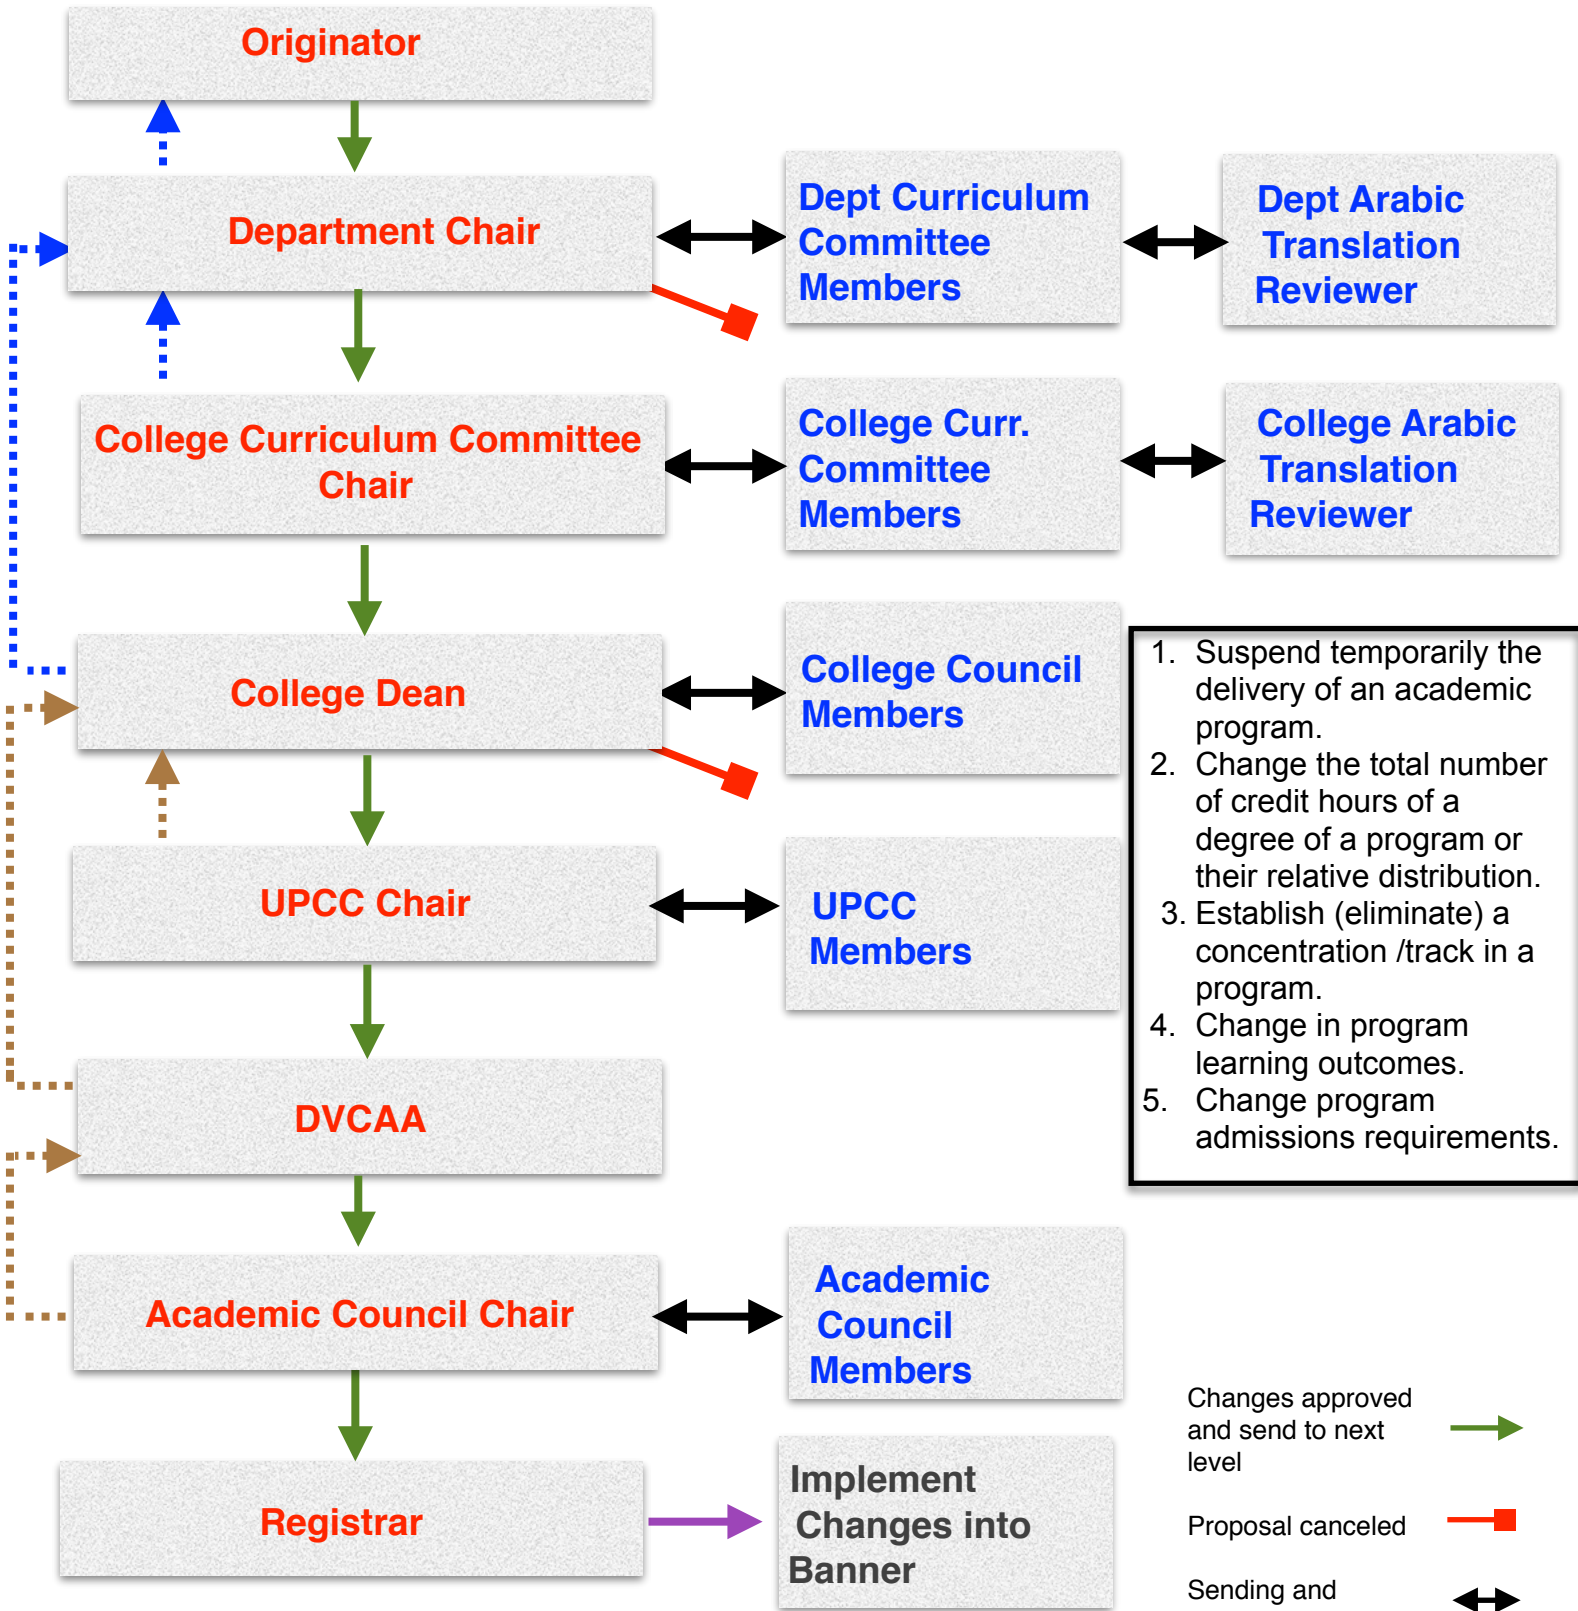 Originator
Department Chair
Dept Curriculum
Committee
Members
Dept Arabic
Translation
Reviewer
College Curriculum Committee
Chair
College Curr.
Committee
Members
College Arabic
Translation
Reviewer
College Dean
College Council
Members
1. Suspend temporarily the
delivery of an academic
program.
2. Change the total number
of credit hours of a
degree of a program or
their relative distribution.
3. Establish (eliminate) a
concentration /track in a
program.
4. Change in program
learning outcomes.
5. Change program
admissions requirements.
UPCC Chair
UPCC
Members
DVCAA
Academic Council Chair
Academic
Council
Members
Registrar
Implement
Changes into
Banner
Changes approved
and send to next
level
Proposal canceled
Sending and